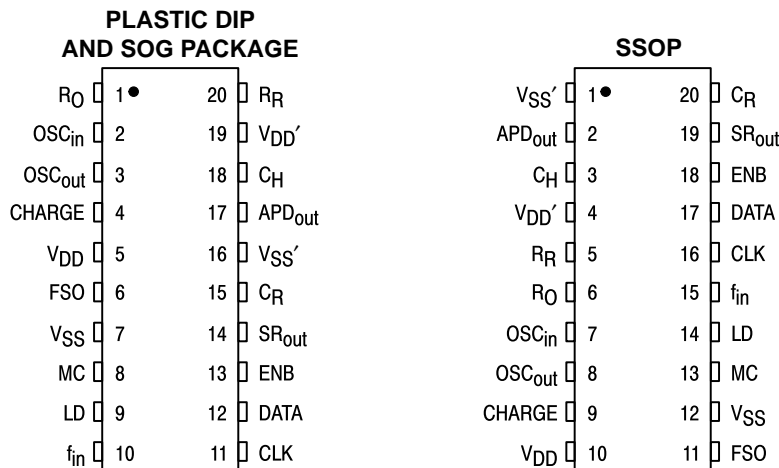 PLASTIC DIP
AND SOG PACKAGE
RO 1 20 RR
OSCin 2 19 VDD′
OSCout 3 18 CH
CHARGE 4 17 APDout
VDD 5 16 VSS′
FSO 6 15 CR
VSS 7 14 SRout
MC 8 13 ENB
LD 9 12 DATA
fin 10 11 CLK
SSOP
VSS′ 1 20 CR
APDout 2 19 SRout
CH 3 18 ENB
VDD′ 4 17 DATA
RR 5 16 CLK
RO 6 15 fin
OSCin 7 14 LD
OSCout 8 13 MC
CHARGE 9 12 VSS
VDD 10 11 FSO